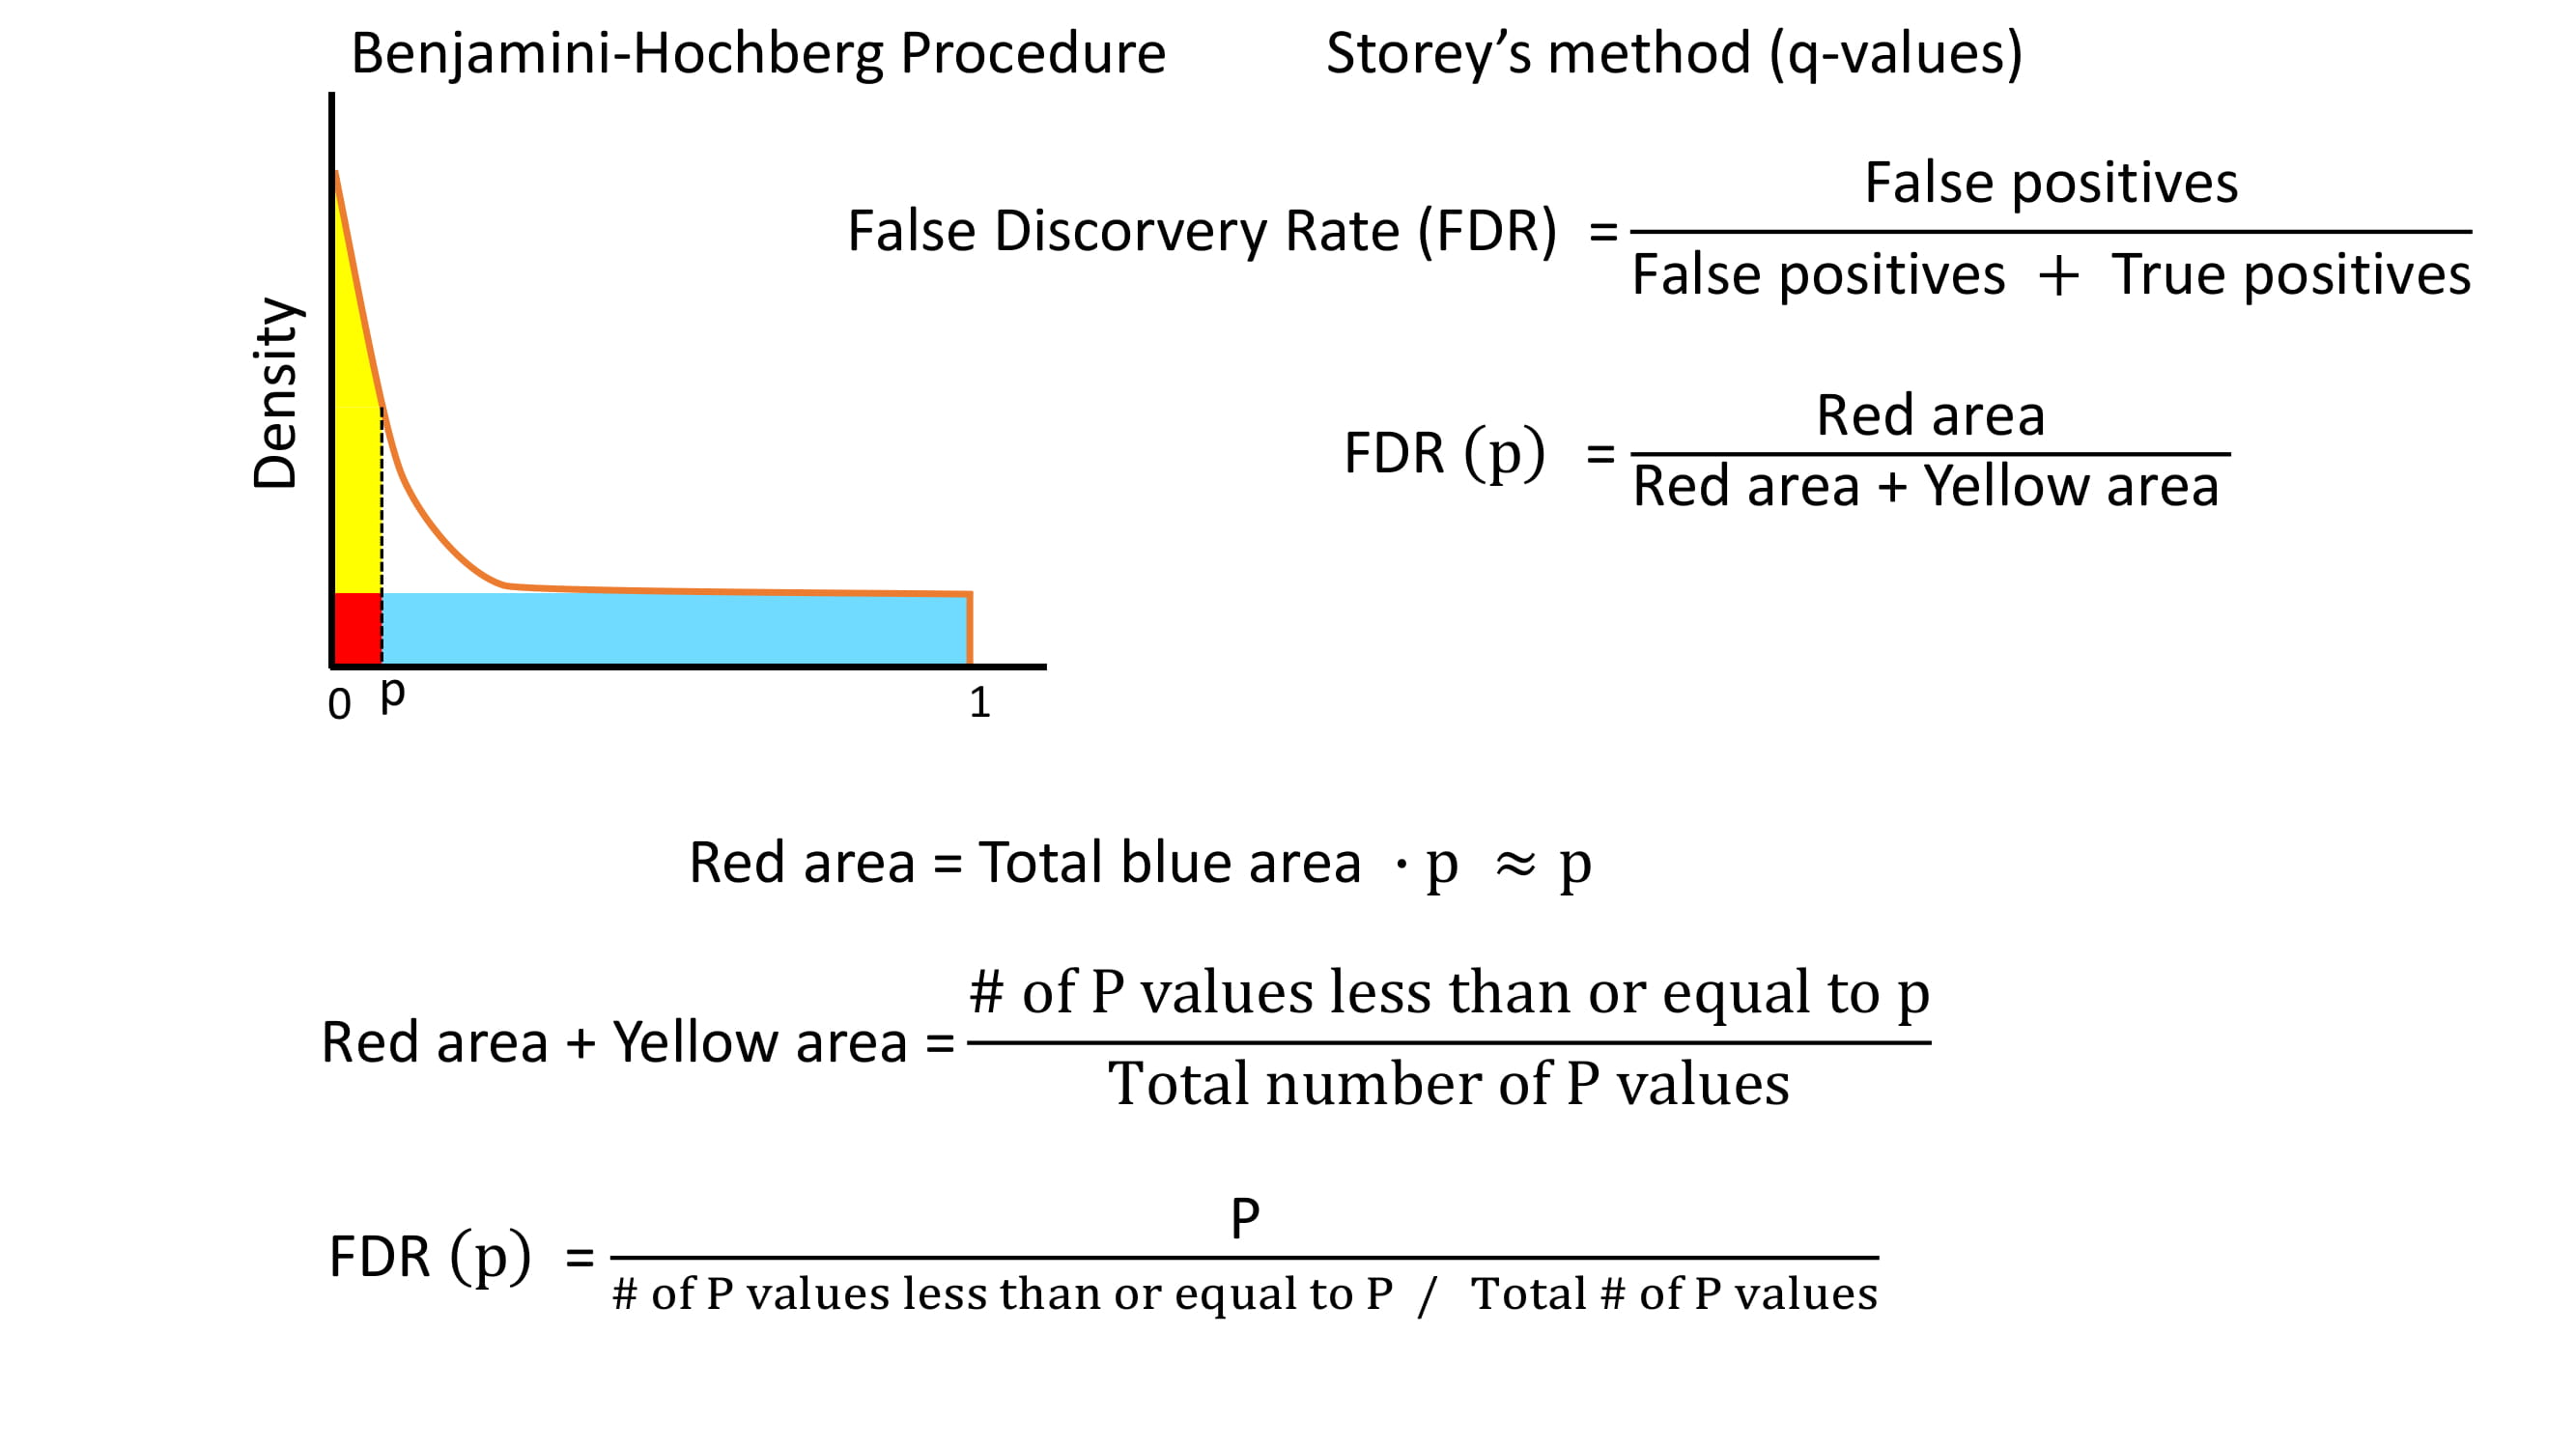 Benjamini-Hochberg Procedure
Storey’s method (q-values)
Density
0
p
1
False Discorvery Rate (FDR) =
False positives
False positives + True positives
FDR (p) =
Red area
Red area + Yellow area
Red area = Total blue area · p ≈ p
Red area + Yellow area =
# of P values less than or equal to p
Total number of P values
FDR (p) =
P
# of P values less than or equal to P / Total # of P values